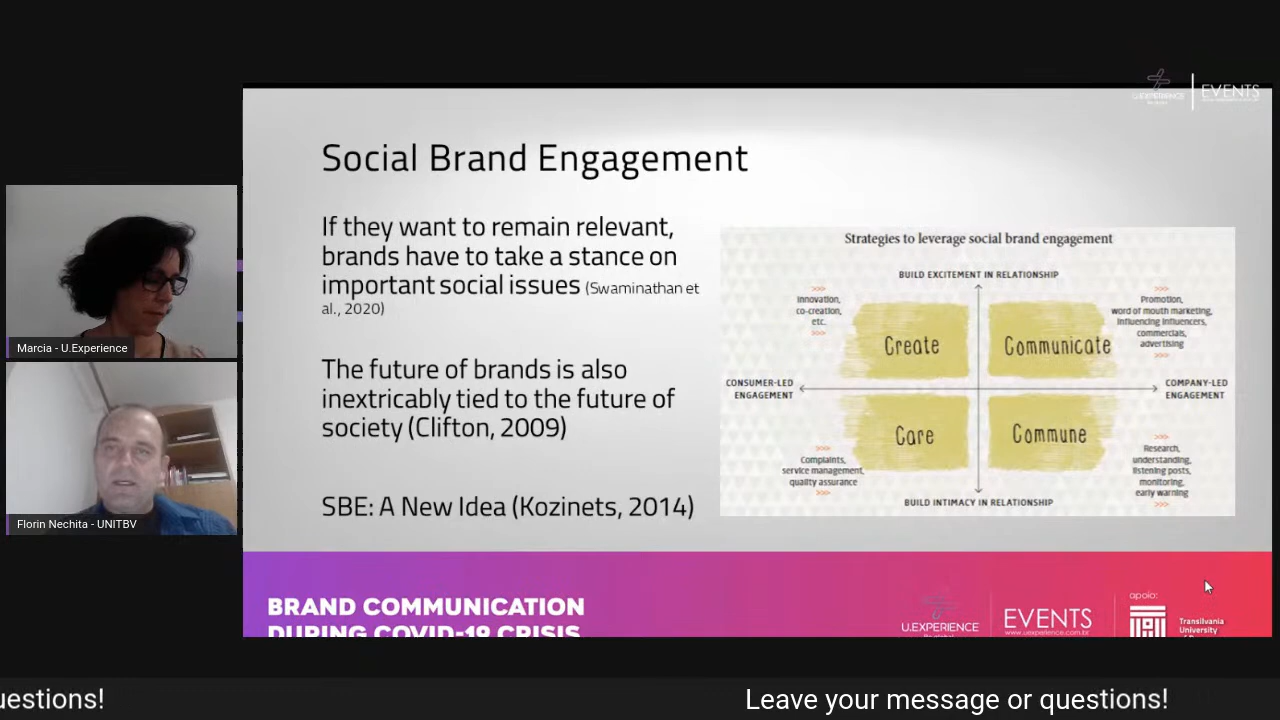 EVENTS
Social Brand Engagement
If they want to remain relevant,
brands have to take a stance on
important social issues (Swaminathan et
al., 2020)
The future of brands is also
inextricably tied to the future of
society (Clifton, 2009)
SBE: A New Idea (Kozinets, 2014)
Strategies to leverage social brand engagement
BUILD EXCITEMENT IN RELATIONSHIP
>>>
Innovation,
co-creation,
etc.
>>>
Create
Communicate
>>>
Promotion,
word of mouth marketing,
influencing influencers,
commercials,
advertising
>>>
CONSUMER-LED
ENGAGEMENT
COMPANY-LED
ENGAGEMENT
Care
Commune
>>>
Complaints,
service management,
quality assurance
>>>
>>>
Research,
understanding,
listening posts,
monitoring,
early warning
>>>
BUILD INTIMACY IN RELATIONSHIP
Marcia - U.Experience
Florin Nechita - UNITBV
BRAND COMMUNICATION
DURING COVID-19 CRISIS
U.EXPERIENCE
EVENTS
www.uexperience.com.br
apoio:
Transilvania
University
uestions!
Leave your message or questions!